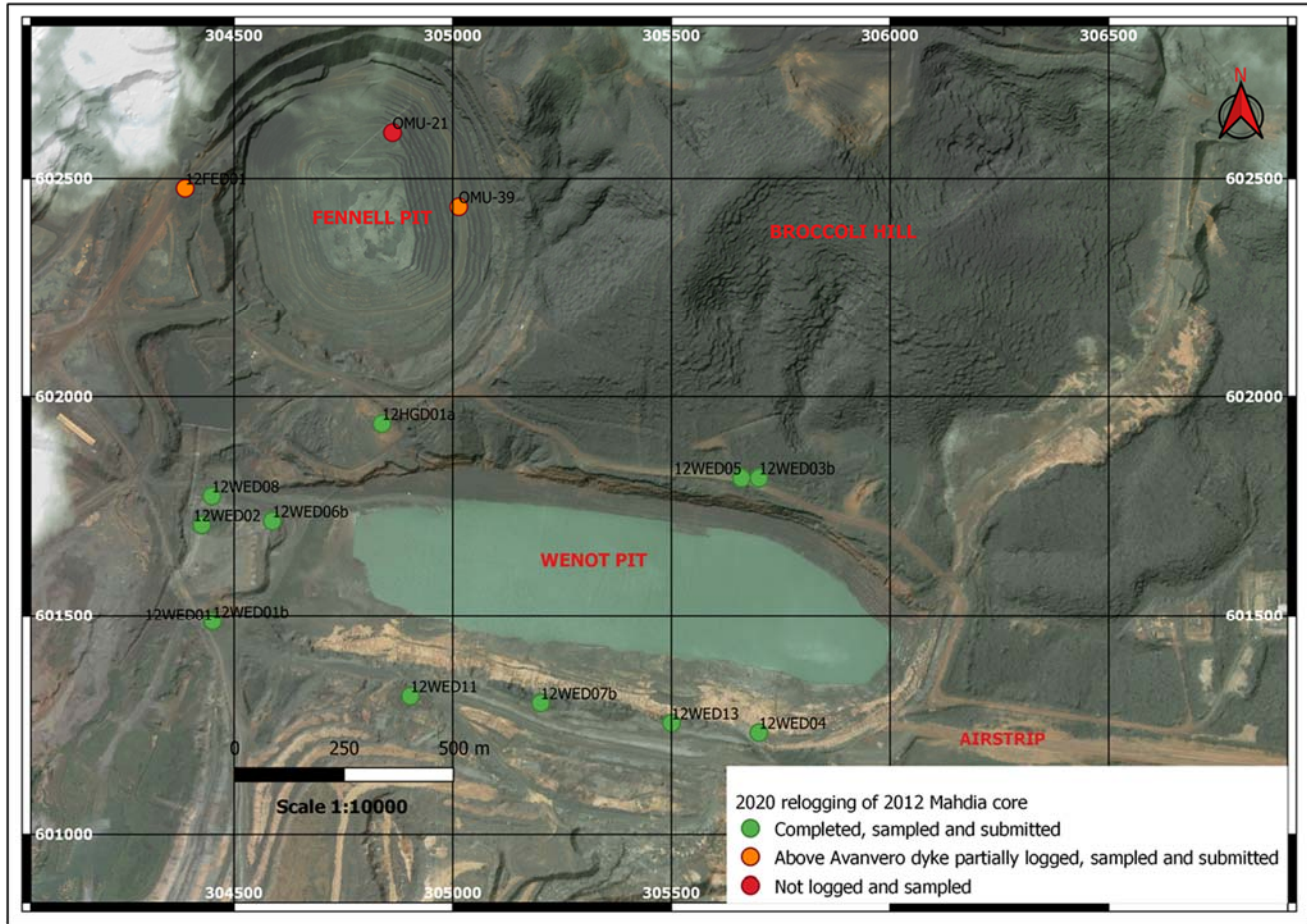 304500 305000 305500 306000 306500
N
OMU-21
602500 12FED01 OMU-39 602500
FENNELL PIT BROCCOLI HILL
602000 602000
12HGD01a
12WED05 12WED03b
12WED08
12WED02 12WED06b
WENOT PIT
601500 12WED01 12WED01b 601500
12WED11 12WED07b
12WED13 12WED04
AIRSTRIP
0 250 500 m
Scale 1:10000
2020 relogging of 2012 Mahdia core
Completed, sampled and submitted
Above Avanvero dyke partially logged, sampled and submitted
Not logged and sampled
601000 601000
304500 305000 305500 306000 306500